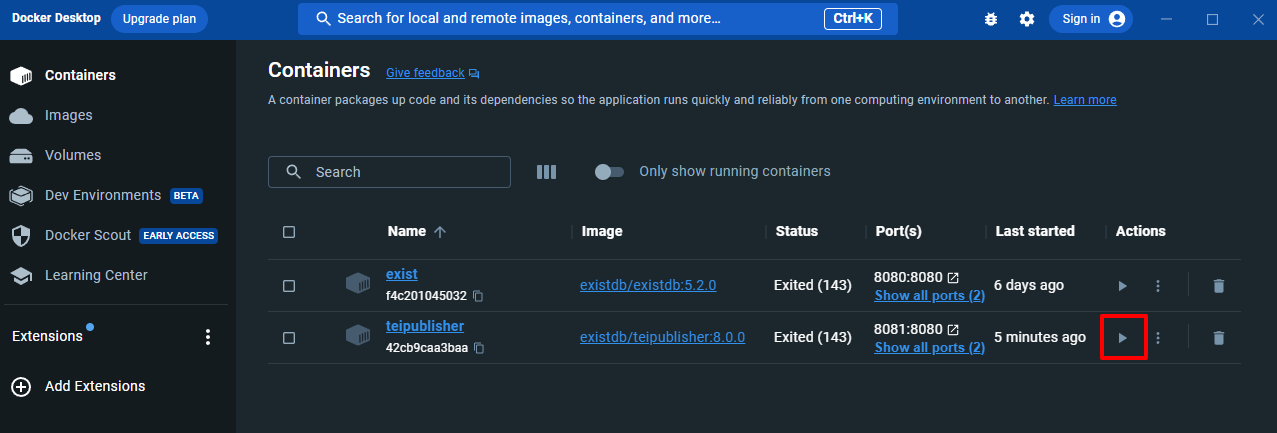 Docker Desktop Upgrade plan Search for local and remote images, containers, and more... Ctrl+K Sign in
Containers
Images
Volumes
Dev Environments BETA
Docker Scout EARLY ACCESS
Learning Center
Extensions
Add Extensions
Containers Give feedback
A container packages up code and its dependencies so the application runs quickly and reliably from one computing environment to another. Learn more
Search Only show running containers
Name Image Status Port(s) Last started Actions
exist existdb/existdb:5.2.0 Exited (143) 8080:8080 6 days ago
f4c201045032 Show all ports (2)
teipublisher existdb/teipublisher:8.0.0 Exited (143) 8081:8080 5 minutes ago
42cb9caa3baa Show all ports (2)